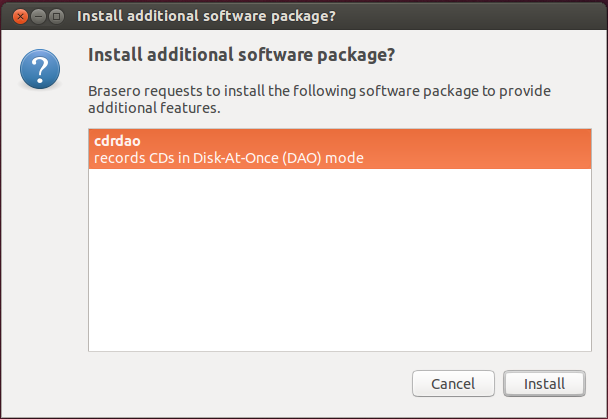 Install additional software package?
Install additional software package?
Brasero requests to install the following software package to provide
additional features.
cdrdao
records CDs in Disk-At-Once (DAO) mode
Cancel Install